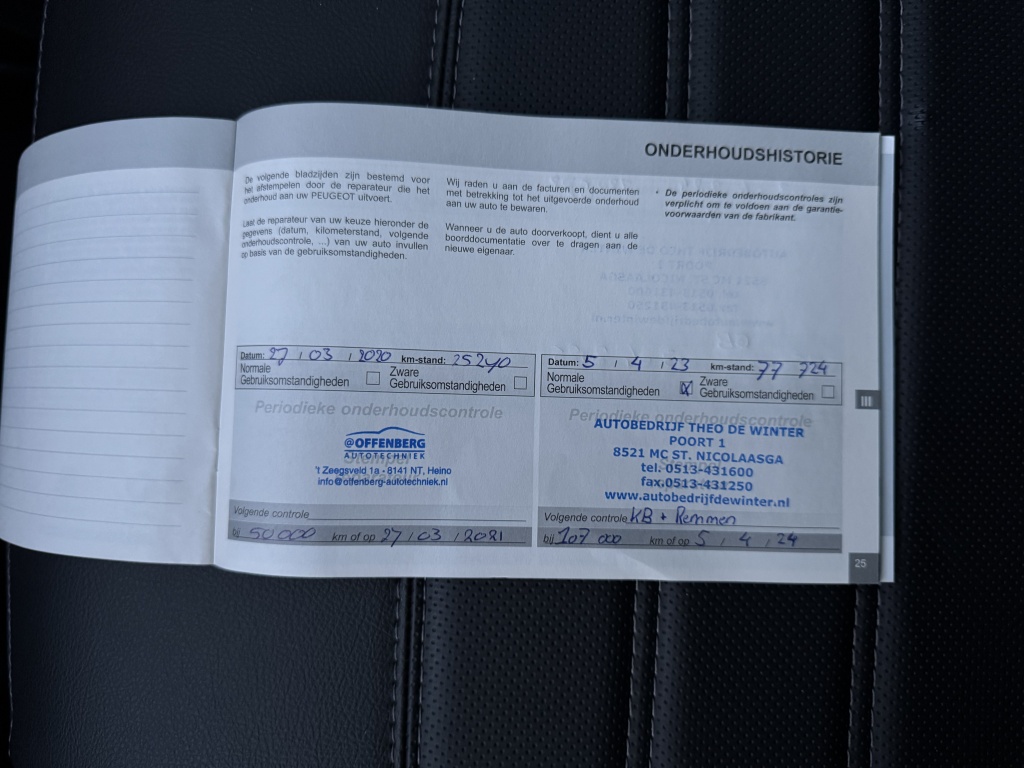 ONDERHOUDSHISTORIE
De volgende bladzijden zijn bestemd voor
het afstempelen door de reparateur die het
onderhoud aan uw PEUGEOT uitvoert.
Laat de reparateur van uw keuze hieronder de
gegevens (datum, kilometerstand, volgende
onderhoudscontrole, ...) van uw auto invullen
op basis van de gebruiksomstandigheden.
Wij raden u aan de facturen en documenten
met betrekking tot het uitgevoerde onderhoud
aan uw auto te bewaren.
Wanneer u de auto doorverkoopt, dient u alle
boorddocumentatie over te dragen aan de
nieuwe eigenaar.
• De periodieke onderhoudscontroles zijn
verplicht om te voldoen aan de garantie-
voorwaarden van de fabrikant.
Datum: 27 / 03 / 2020 km-stand: 25240
Normale
Gebruiksomstandigheden
Zware
Gebruiksomstandigheden
Periodieke onderhoudscontrole
@OFFENBERG
AUTOTECHNIEK
Stempel
't Zeegsveld 1a - 8141 NT, Heino
info@offenberg-autotechniek.nl
Volgende controle
bij 50 000 km of op 27 / 03 / 2021
Datum: 5 / 4 / 23 km-stand: 77 724
Normale
Gebruiksomstandigheden X
Zware
Gebruiksomstandigheden
Periodieke onderhoudscontrole
AUTOBEDRIJF THEO DE WINTER
POORT 1
8521 MC ST. NICOLAASGA
tel. 0513-431600
fax.0513-431250
www.autobedrijfdewinter.nl
Volgende controle KB + Remmen
bij 107 000 km of op 5 / 4 / 24
III
25